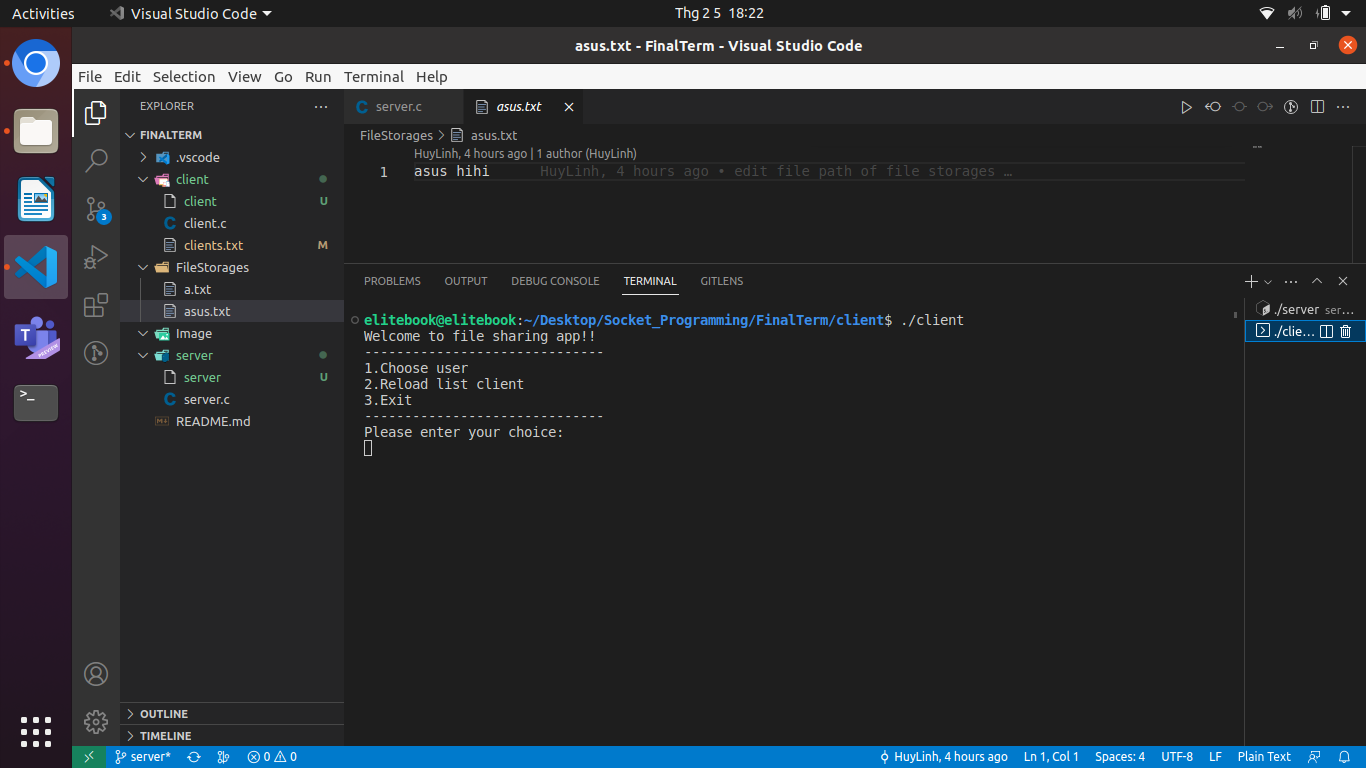 Activities Visual Studio Code Thg 2 5 18:22
asus.txt - FinalTerm - Visual Studio Code
File Edit Selection View Go Run Terminal Help
EXPLORER
FINALTERM
.vscode
client
client U
client.c
clients.txt M
FileStorages
a.txt
asus.txt
Image
server
server U
server.c
README.md
OUTLINE
TIMELINE
3
T
PREVIEW
>_
C server.c asus.txt
FileStorages > asus.txt
HuyLinh, 4 hours ago | 1 author (HuyLinh)
1 asus hihi HuyLinh, 4 hours ago • edit file path of file storages …
PROBLEMS OUTPUT DEBUG CONSOLE TERMINAL GITLENS
elitebook@elitebook:~/Desktop/Socket_Programming/FinalTerm/client$ ./client
Welcome to file sharing app!!
------------------------------
1.Choose user
2.Reload list client
3.Exit
------------------------------
Please enter your choice:
./server ser...
./clie...
server* 0 0 HuyLinh, 4 hours ago Ln 1, Col 1 Spaces: 4 UTF-8 LF Plain Text